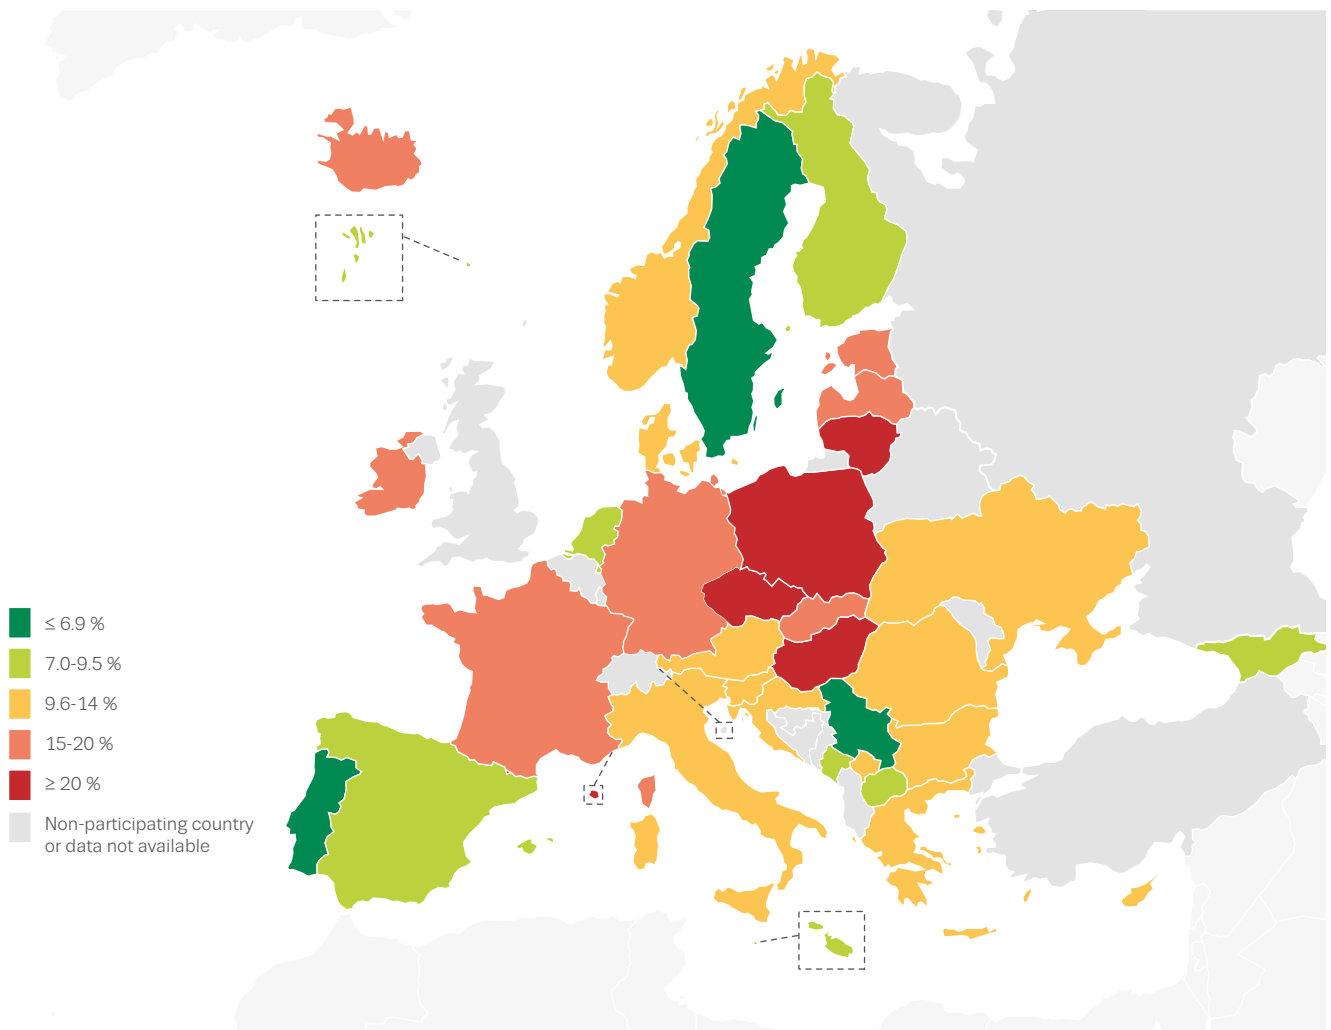 ≤ 6.9 %
7.0-9.5 %
9.6-14 %
15-20 %
≥ 20 %
Non-participating country
or data not available